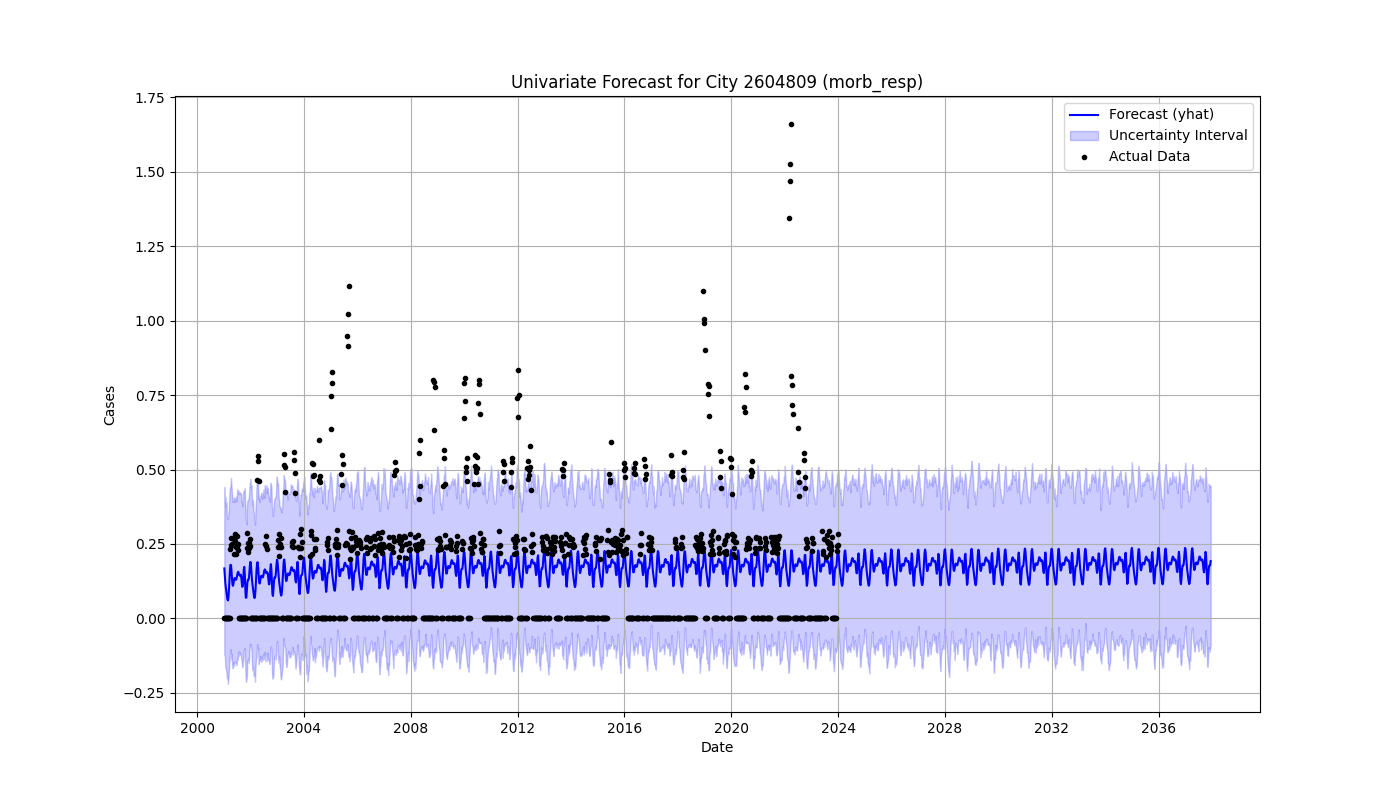 Univariate Forecast for City 2604809 (morb_resp)
Forecast (yhat)
Uncertainty Interval
Actual Data
1.75
1.50
1.25
1.00
0.75
0.50
0.25
0.00
−0.25
Cases
2000 2004 2008 2012 2016 2020 2024 2028 2032 2036
Date